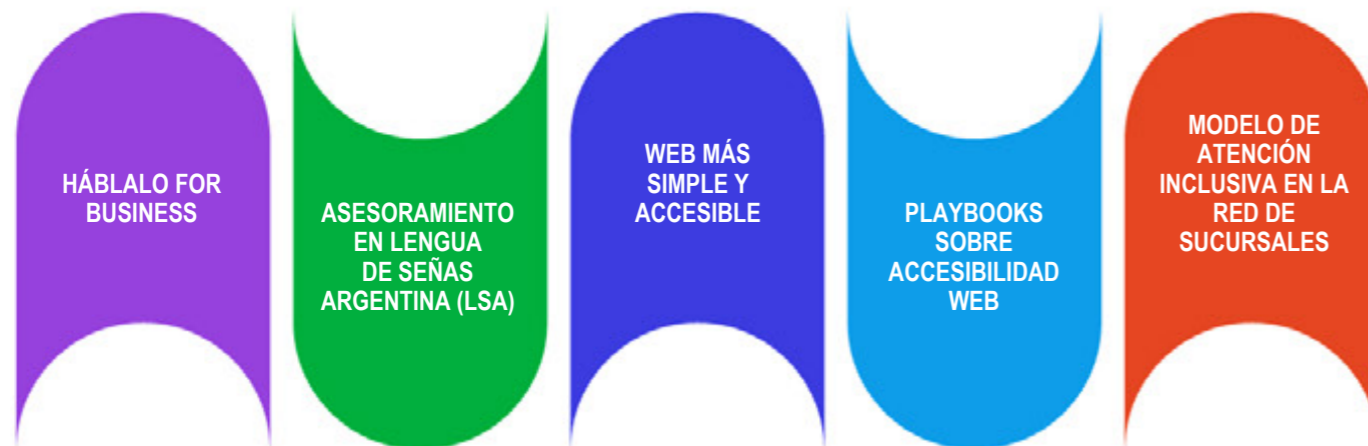 HÁBLALO FOR
BUSINESS
ASESORAMIENTO
EN LENGUA
DE SEÑAS
ARGENTINA (LSA)
WEB MÁS
SIMPLE Y
ACCESIBLE
PLAYBOOKS
SOBRE
ACCESIBILIDAD
WEB
MODELO DE
ATENCIÓN
INCLUSIVA EN LA
RED DE
SUCURSALES